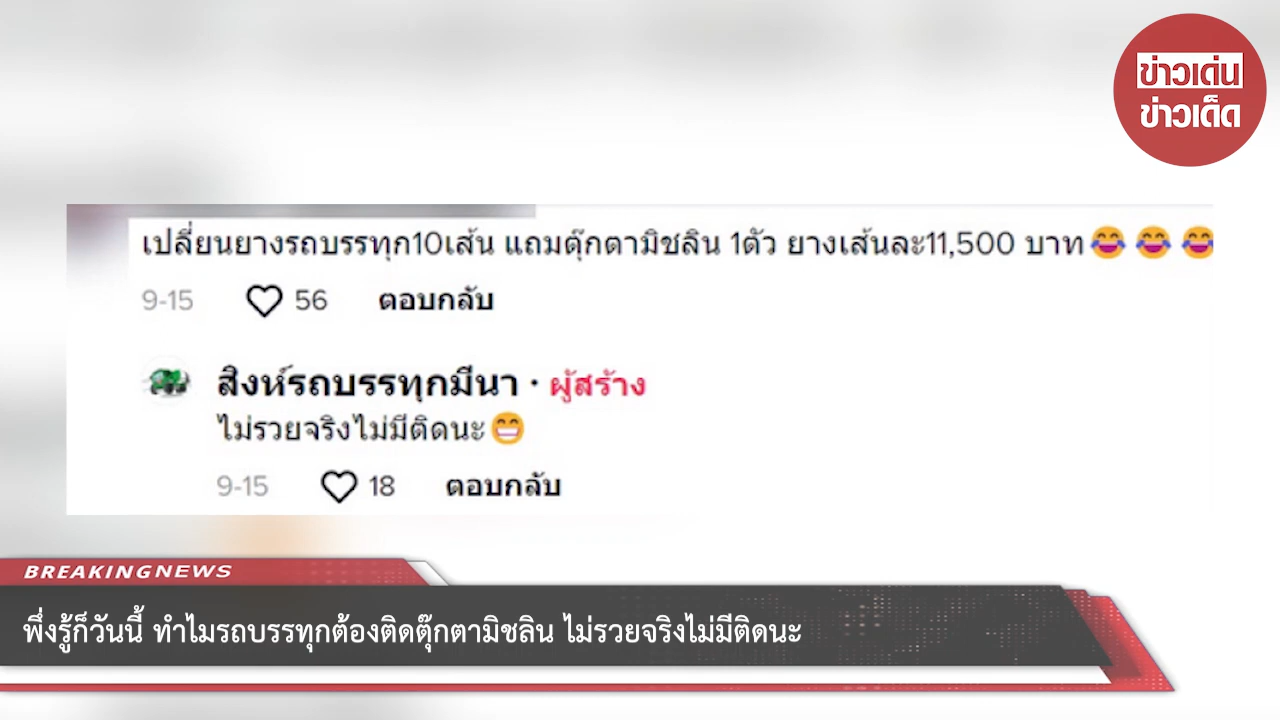 ข่าวเด่น
ข่าวเด็ด
เปลี่ยนยางรถบรรทุก10เส้น แถมตุ๊กตามิชลิน 1ตัว ยางเส้นละ11,500 บาท😂 😂 😂
9-15 56 ตอบกลับ
สิงห์รถบรรทุกมีนา · ผู้สร้าง
ไม่รวยจริงไม่มีติดนะ😁
9-15 18 ตอบกลับ
BREAKINGNEWS
พึ่งรู้ก็วันนี้ ทำไมรถบรรทุกต้องติดตุ๊กตามิชลิน ไม่รวยจริงไม่มีติดนะ